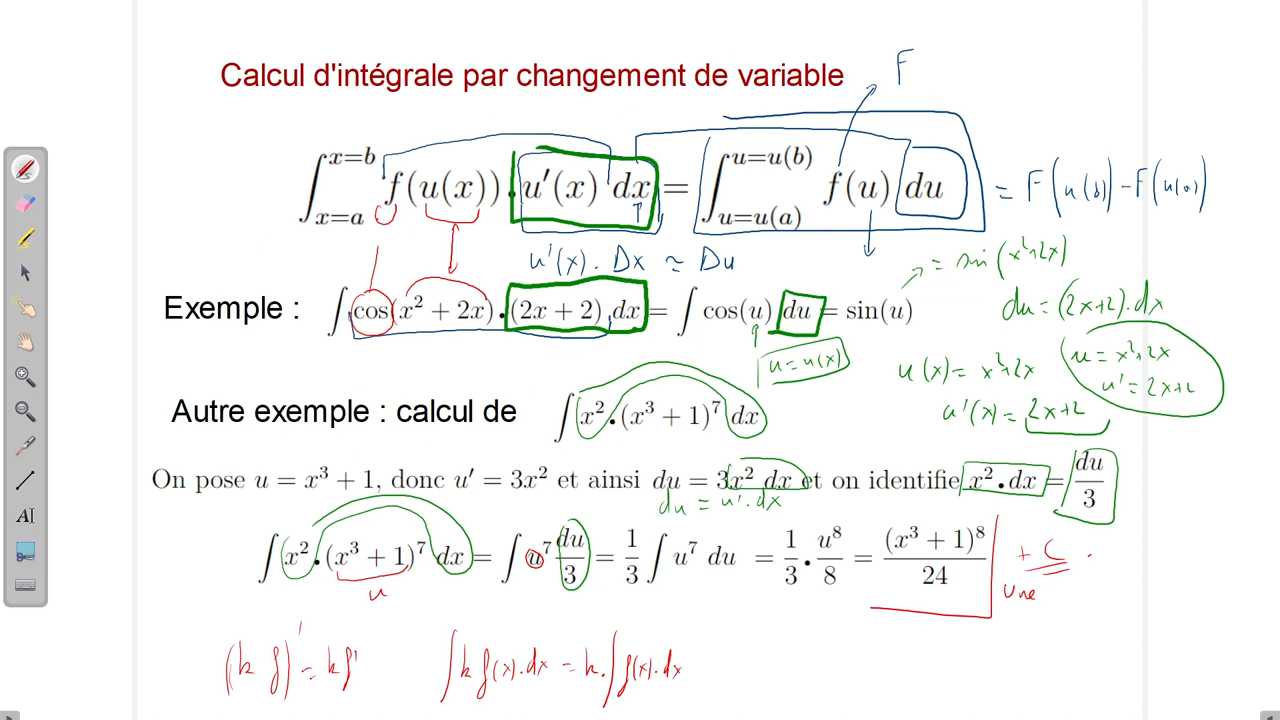 F
Calcul d'intégrale par changement de variable
∫_{x=a}^{x=b} f(u(x)) . u′(x) dx = ∫_{u=u(a)}^{u=u(b)} f(u) du = F(u(b)) − F(u(a))
u'(x) . Dx ≃ Du
= sin(x²+2x)
Exemple : ∫ cos(x² + 2x) . (2x + 2) dx = ∫ cos(u) du = sin(u)
du = (2x+2) . dx
u = u(x)
u(x) = x²+2x
u'(x) = 2x+2
u = x²+2x
u' = 2x+2
Autre exemple : calcul de ∫ x² . (x³ + 1)⁷ dx
On pose u = x³ + 1, donc u′ = 3x² et ainsi du = 3x² dx et on identifie x² . dx = du/3
du = u' . dx
∫ x² . (x³ + 1)⁷ dx = ∫ u⁷ du/3 = 1/3 ∫ u⁷ du = 1/3 . u⁸/8 = (x³ + 1)⁸/24 + C
u
une
(k f)' = k f' ∫ k f(x) . dx = k . ∫ f(x) . dx
AI